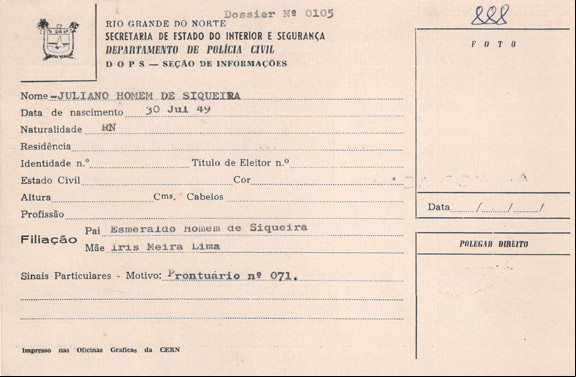 Dossier Nº 0105
888
RIO GRANDE DO NORTE
SECRETARIA DE ESTADO DO INTERIOR E SEGURANÇA
DEPARTAMENTO DE POLÍCIA CIVIL
DOPS — SEÇÃO DE INFORMAÇÕES
FOTO
Nome -JULIANO HOMEM DE SIQUEIRA
Data de nascimento 30 Jul 49
Naturalidade RN
Residência
Identidade n.º Título de Eleitor n.º
Estado Civil Cor
Altura Cms. Cabelos
Profissão
Data / / /
Filiação
Pai Esmeraldo Homem de Siqueira
Mãe Iris Meira Lima
POLEGAR DIREITO
Sinais Particulares - Motivo: Prontuário nº 071.
Impresso nas Oficinas Graficas da CERN